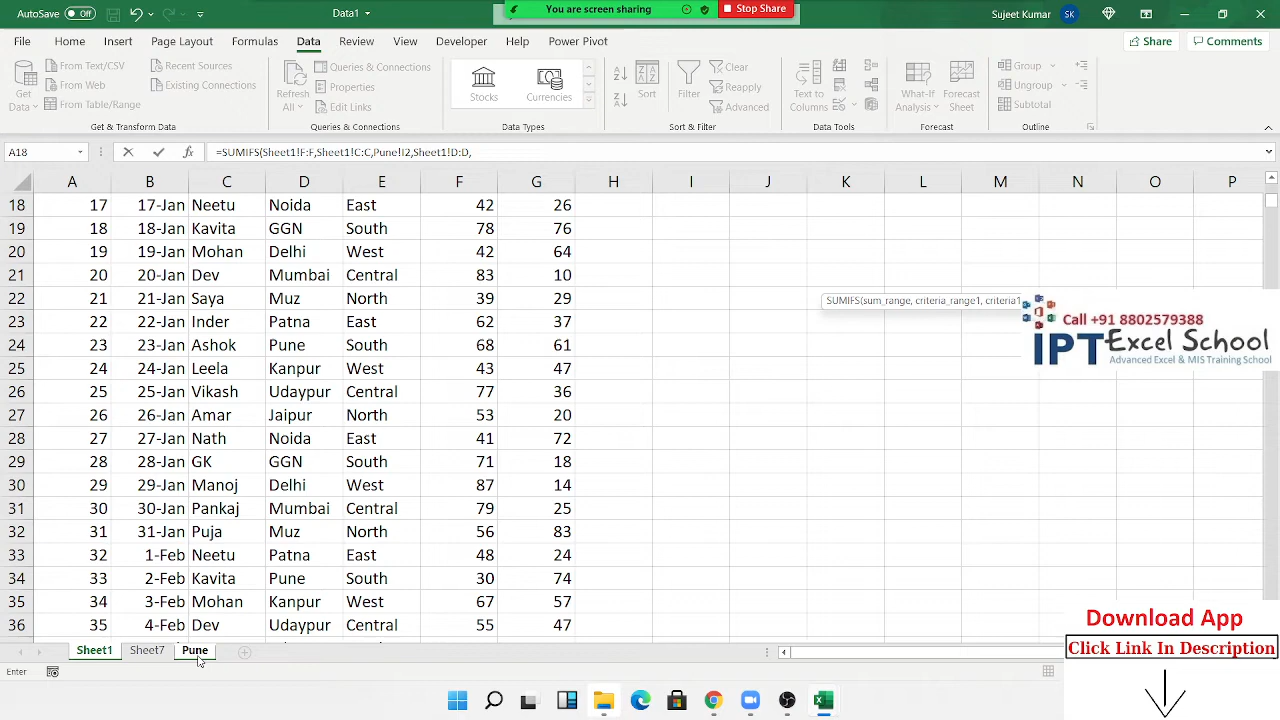 AutoSave Off Data1 You are screen sharing Stop Share Sujeet Kumar SK
File Home Insert Page Layout Formulas Data Review View Developer Help Power Pivot Share Comments
Get Data From Text/CSV Recent Sources Refresh All Queries & Connections Stocks Currencies Sort Filter Clear Text to Columns What-If Analysis Forecast Sheet Group
From Web Existing Connections Properties Reapply Ungroup
From Table/Range Edit Links Advanced Subtotal
Get & Transform Data Queries & Connections Data Types Sort & Filter Data Tools Forecast Outline
A18 fx =SUMIFS(Sheet1!F:F,Sheet1!C:C,Pune!I2,Sheet1!D:D,
A B C D E F G H I J K L M N O P
18 17 17-Jan Neetu Noida East 42 26
19 18 18-Jan Kavita GGN South 78 76
20 19 19-Jan Mohan Delhi West 42 64
21 20 20-Jan Dev Mumbai Central 83 10
22 21 21-Jan Saya Muz North 39 29
SUMIFS(sum_range, criteria_range1, criteria1
23 22 22-Jan Inder Patna East 62 37
Call +91 8802579388
24 23 23-Jan Ashok Pune South 68 61
IPT Excel School
Advanced Excel & MIS Training School
25 24 24-Jan Leela Kanpur West 43 47
26 25 25-Jan Vikash Udaypur Central 77 36
27 26 26-Jan Amar Jaipur North 53 20
28 27 27-Jan Nath Noida East 41 72
29 28 28-Jan GK GGN South 71 18
30 29 29-Jan Manoj Delhi West 87 14
31 30 30-Jan Pankaj Mumbai Central 79 25
32 31 31-Jan Puja Muz North 56 83
33 32 1-Feb Neetu Patna East 48 24
34 33 2-Feb Kavita Pune South 30 74
35 34 3-Feb Mohan Kanpur West 67 57
36 35 4-Feb Dev Udaypur Central 55 47
Download App
Click Link In Description
Sheet1 Sheet7 Pune
Enter